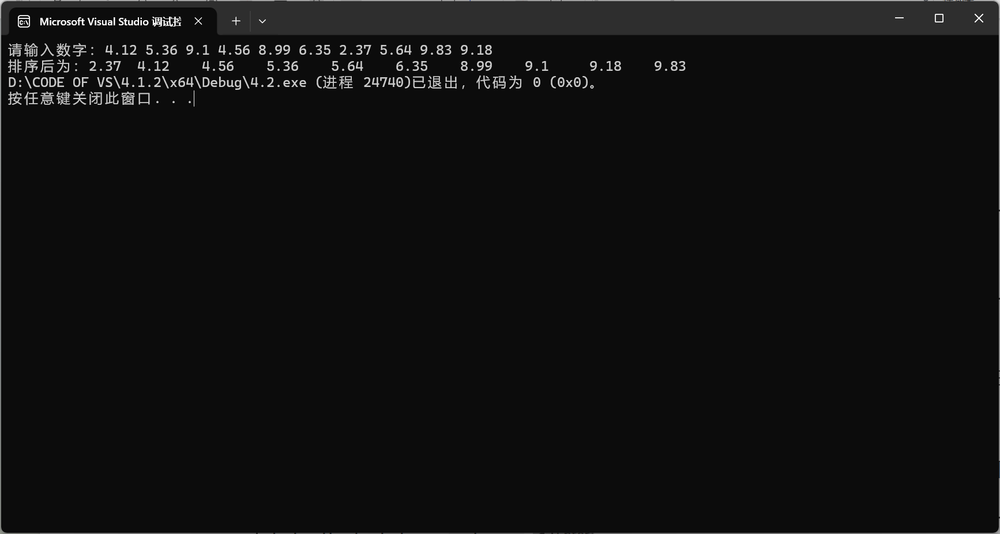 Microsoft Visual Studio 调试控
请输入数字: 4.12 5.36 9.1 4.56 8.99 6.35 2.37 5.64 9.83 9.18
排序后为: 2.37  4.12    4.56    5.36    5.64    6.35    8.99    9.1     9.18    9.83
D:\CODE OF VS\4.1.2\x64\Debug\4.2.exe (进程 24740)已退出，代码为 0 (0x0)。
按任意键关闭此窗口. . .